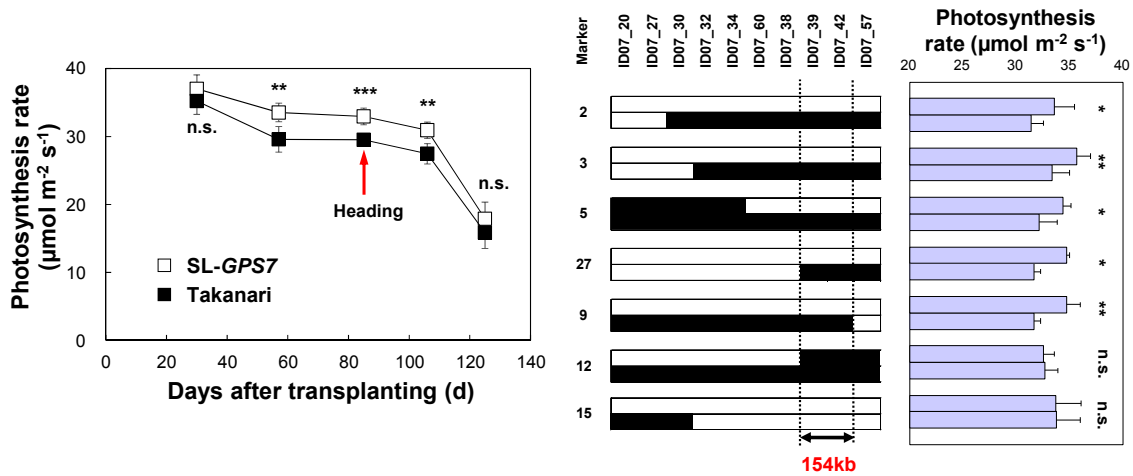 Photosynthesis rate
(µmol m-2 s-1)
40
30
20
10
0
n.s.
**
***
**
n.s.
Heading
SL-GPS7
Takanari
0
20
40
60
80
100
120
140
Days after transplanting (d)
Marker
ID07_20
ID07_27
ID07_30
ID07_32
ID07_34
ID07_60
ID07_38
ID07_39
ID07_42
ID07_57
2
3
5
27
9
12
15
154kb
Photosynthesis
rate (µmol m-2 s-1)
20
25
30
35
40
*
**
*
*
**
n.s.
n.s.